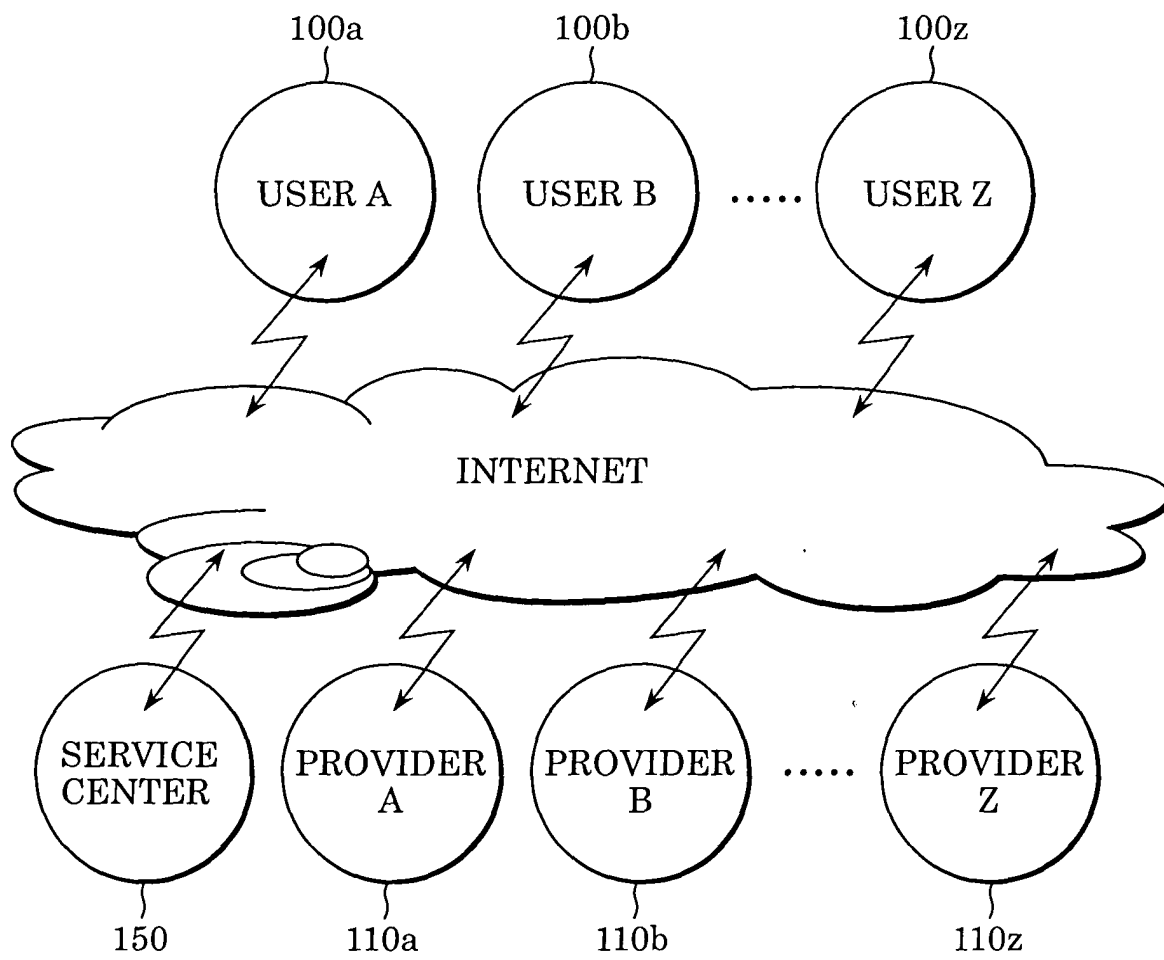 100a
100b
100z
USER A
USER B
.....
USER Z
INTERNET
SERVICE
CENTER
PROVIDER
A
PROVIDER
B
.....
PROVIDER
Z
150
110a
110b
110z